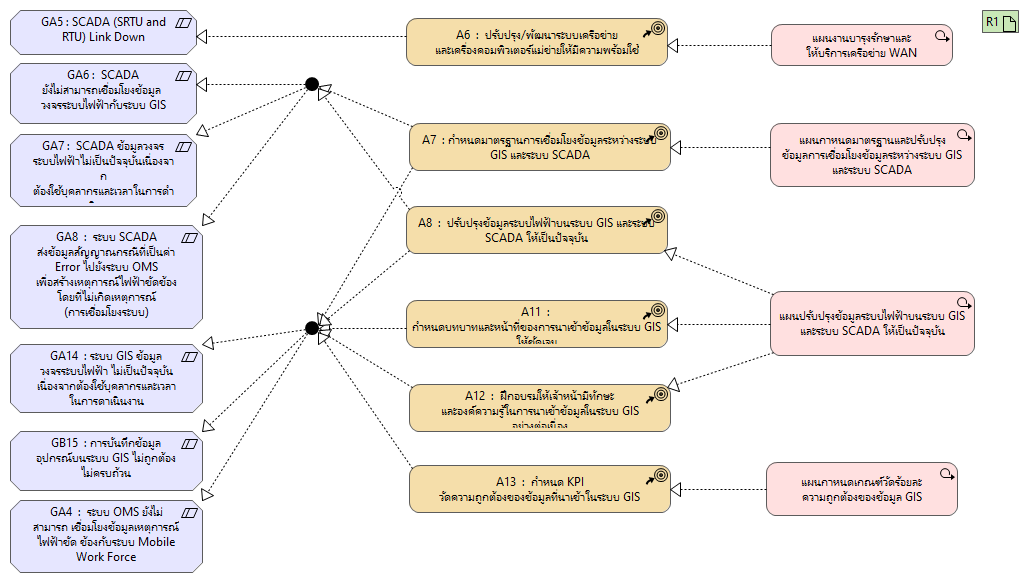 GA5 : SCADA (SRTU and
RTU) Link Down
GA6 : SCADA
ยังไม่สามารถเชื่อมโยงข้อมูล
วงจรระบบไฟฟ้ากับระบบ GIS
GA7 : SCADA ข้อมูลวงจร
ระบบไฟฟ้าไม่เป็นปัจจุบันเนื่องจา
ก
ต้องใช้บุคลากรและเวลาในการดำ
GA8 : ระบบ SCADA
ส่งข้อมูลสัญญาณกรณีที่เป็นค่า
Error ไปยังระบบ OMS
เพื่อสร้างเหตุการณ์ไฟฟ้าขัดข้อง
โดยที่ไม่เกิดเหตุการณ์
(การเชื่อมโยงระบบ)
GA14 : ระบบ GIS ข้อมูล
วงจรระบบไฟฟ้า ไม่เป็นปัจจุบัน
เนื่องจากต้องใช้บุคลากรและเวลา
ในการดาเนินงาน
GB15 : การบันทึกข้อมูล
อุปกรณ์บนระบบ GIS ไม่ถูกต้อง
ไม่ครบถ้วน
GA4 : ระบบ OMS ยังไม่
สามารถ เชื่อมโยงข้อมูลเหตุการณ์
ไฟฟ้าขัด ข้องกับระบบ Mobile
Work Force
A6 : ปรับปรุง/พัฒนาระบบเครือข่าย
และเครื่องคอมพิวเตอร์แม่ข่ายให้มีความพร้อมใช้
A7 : กำหนดมาตรฐานการเชื่อมโยงข้อมูลระหว่างระบบ
GIS และระบบ SCADA
A8 : ปรับปรุงข้อมูลระบบไฟฟ้าบนระบบ GIS และระบบ
SCADA ให้เป็นปัจจุบัน
A11 :
กำหนดบทบาทและหน้าที่ของการนาเข้าข้อมูลในระบบ GIS
ให้ชัดเจน
A12 : ฝึกอบรมให้เจ้าหน้ามีทักษะ
และองค์ความรู้ในการนาเข้าข้อมูลในระบบ GIS
อย่างต่อเนื่อง
A13 : กำหนด KPI
วัดความถูกต้องของข้อมูลที่นาเข้าในระบบ GIS
แผนงานบารุงรักษาและ
ให้บริการเครือข่าย WAN
แผนกาหนดมาตรฐานและปรับปรุง
ข้อมูลการเชื่อมโยงข้อมูลระหว่างระบบ GIS
และระบบ SCADA
แผนปรับปรุงข้อมูลระบบไฟฟ้าบนระบบ GIS
และระบบ SCADA ให้เป็นปัจจุบัน
แผนกาหนดเกณฑ์วัดร้อยละ
ความถูกต้องของข้อมูล GIS
R1